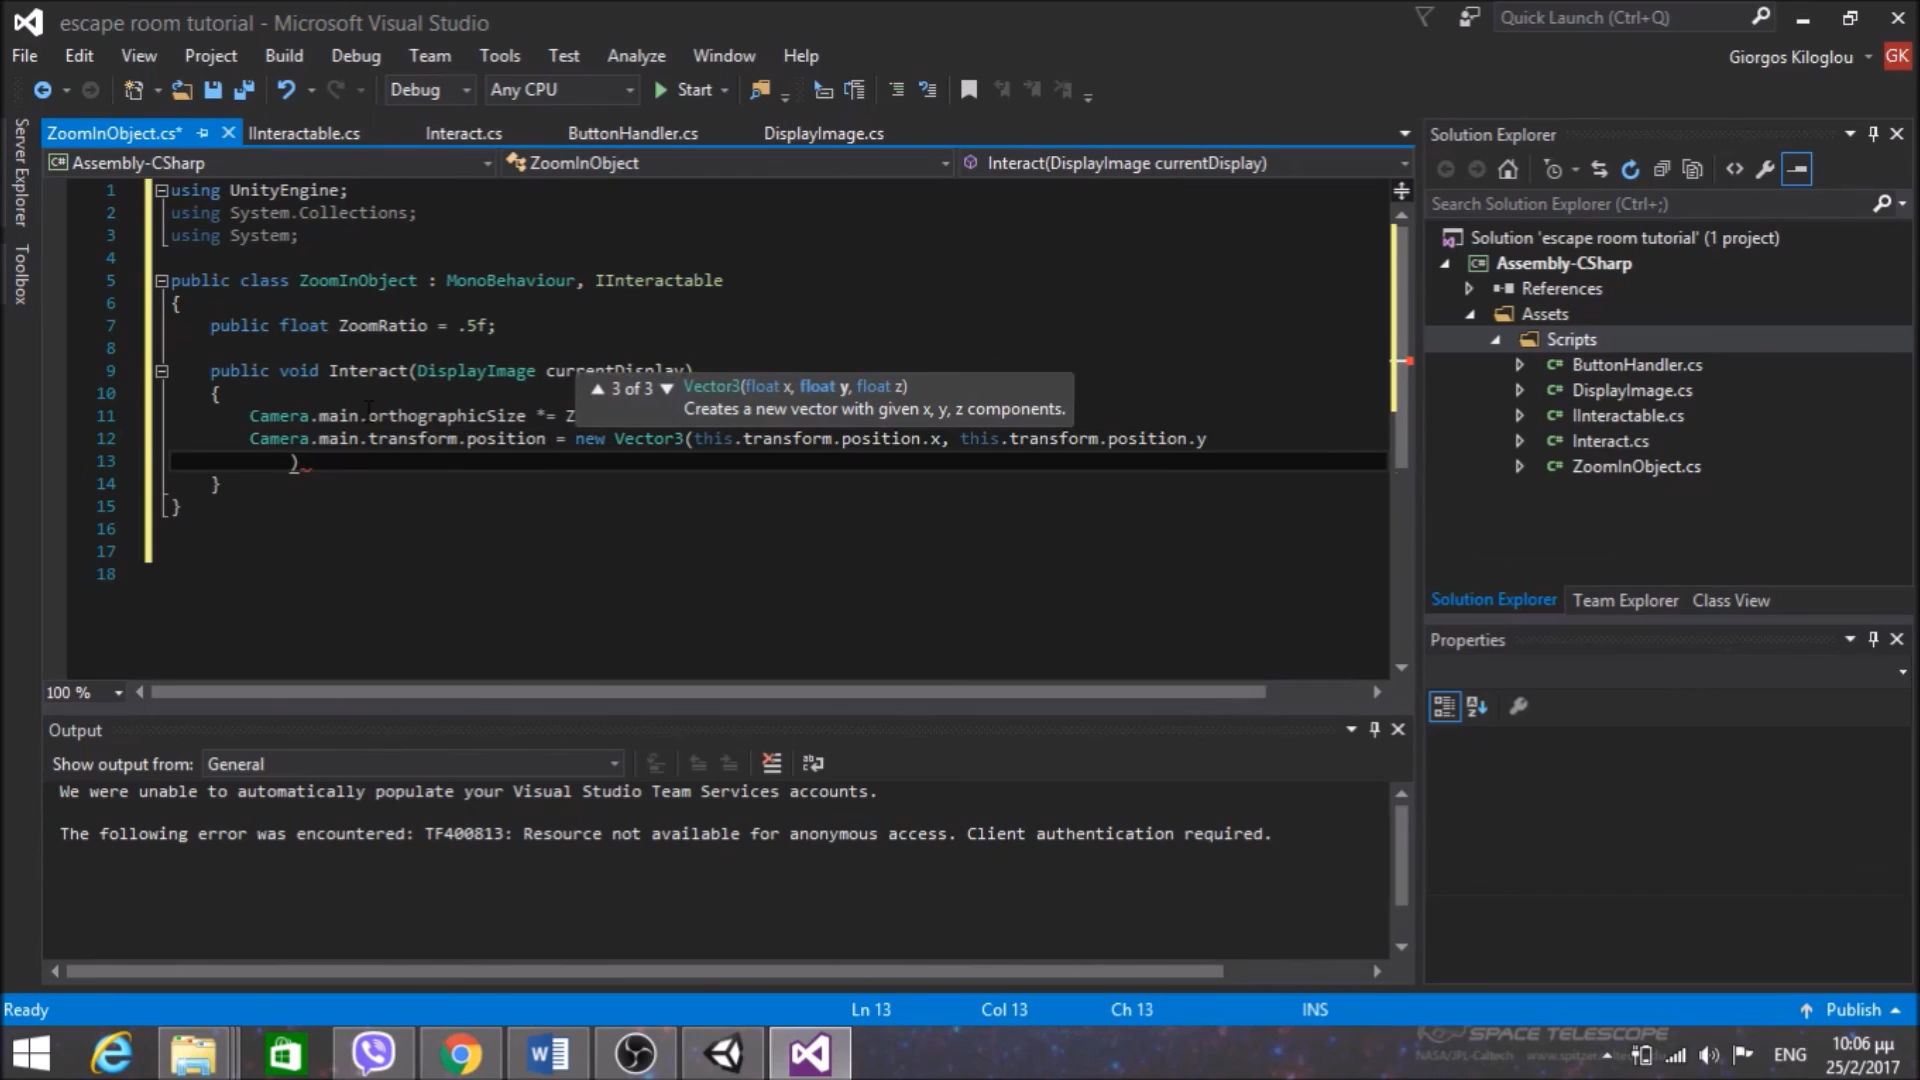 escape room tutorial - Microsoft Visual Studio
Quick Launch (Ctrl+Q)
File Edit View Project Build Debug Team Tools Test Analyze Window Help
Giorgos Kiloglou
GK
Debug Any CPU Start
Server Explorer
Toolbox
ZoomInObject.cs* IInteractable.cs Interact.cs ButtonHandler.cs DisplayImage.cs
Assembly-CSharp ZoomInObject Interact(DisplayImage currentDisplay)
1 using UnityEngine;
2 using System.Collections;
3 using System;
4
5 public class ZoomInObject : MonoBehaviour, IInteractable
6 {
7 public float ZoomRatio = .5f;
8
9 public void Interact(DisplayImage currentDisplay)
10 {
11 Camera.main.orthographicSize *= Z
12 Camera.main.transform.position = new Vector3(this.transform.position.x, this.transform.position.y
13 )
14 }
15 }
16
17
18
3 of 3 Vector3(float x, float y, float z)
Creates a new vector with given x, y, z components.
100 %
Output
Show output from: General
We were unable to automatically populate your Visual Studio Team Services accounts.
The following error was encountered: TF400813: Resource not available for anonymous access. Client authentication required.
Solution Explorer
Search Solution Explorer (Ctrl+;)
Solution 'escape room tutorial' (1 project)
Assembly-CSharp
References
Assets
Scripts
C# ButtonHandler.cs
C# DisplayImage.cs
C# IInteractable.cs
C# Interact.cs
C# ZoomInObject.cs
Solution Explorer Team Explorer Class View
Properties
Ready Ln 13 Col 13 Ch 13 INS Publish
SPACE TELESCOPE
NASA/JPL-Caltech
ENG
10:06 μμ
25/2/2017